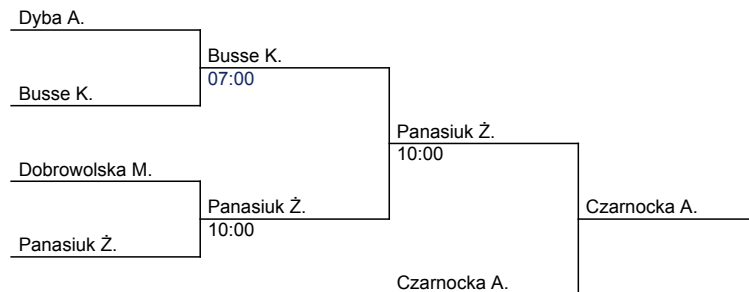 Dyba A.
Busse K.
07:00
Busse K.
Panasiuk Ż.
10:00
Dobrowolska M.
Panasiuk Ż.
10:00
Czarnocka A.
Panasiuk Ż.
Czarnocka A.